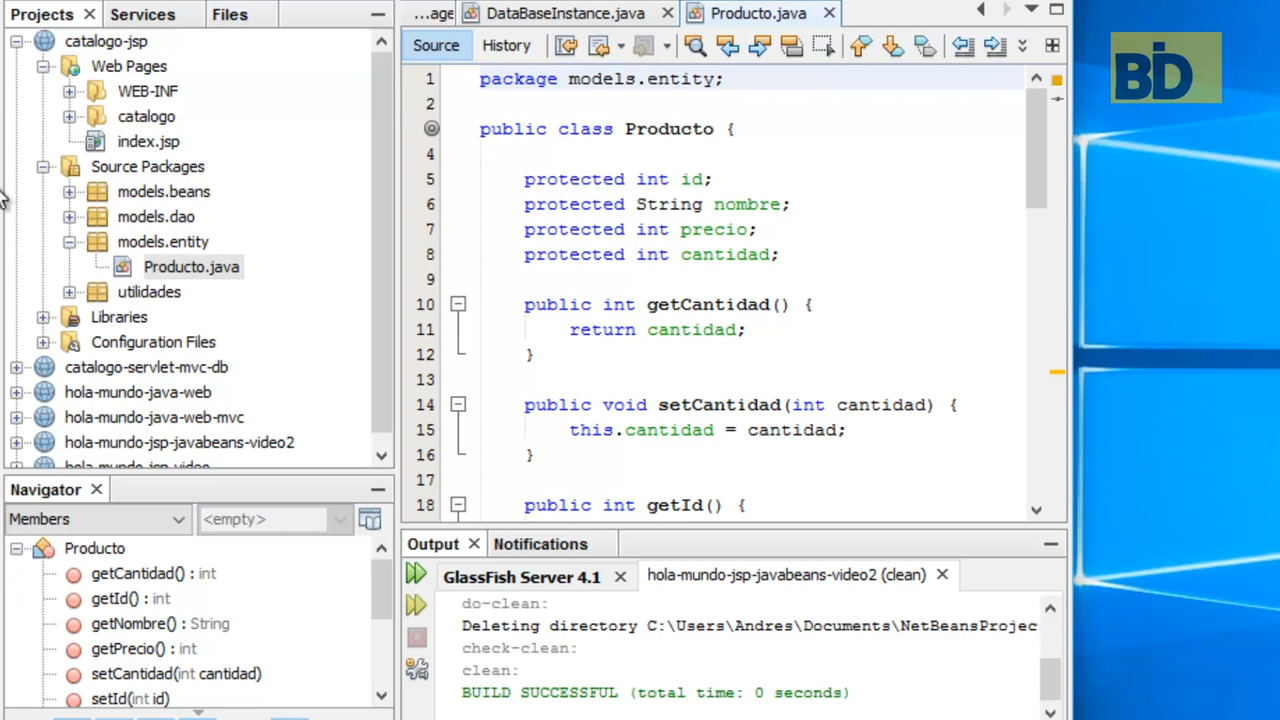 Projects
Services
Files
catalogo-jsp
Web Pages
WEB-INF
catalogo
index.jsp
Source Packages
models.beans
models.dao
models.entity
Producto.java
utilidades
Libraries
Configuration Files
catalogo-servlet-mvc-db
hola-mundo-java-web
hola-mundo-java-web-mvc
hola-mundo-jsp-javabeans-video2
hola-mundo-jsp-video
Navigator
Members
<empty>
Producto
getCantidad() : int
getId() : int
getNombre() : String
getPrecio() : int
setCantidad(int cantidad)
setId(int id)
...age
DataBaseInstance.java
Producto.java
Source
History
1 package models.entity;
2
public class Producto {
4
5 protected int id;
6 protected String nombre;
7 protected int precio;
8 protected int cantidad;
9
10 public int getCantidad() {
11 return cantidad;
12 }
13
14 public void setCantidad(int cantidad) {
15 this.cantidad = cantidad;
16 }
17
18 public int getId() {
Output
Notifications
GlassFish Server 4.1
hola-mundo-jsp-javabeans-video2 (clean)
do-clean:
Deleting directory C:\Users\Andres\Documents\NetBeansProjec
check-clean:
clean:
BUILD SUCCESSFUL (total time: 0 seconds)
BID